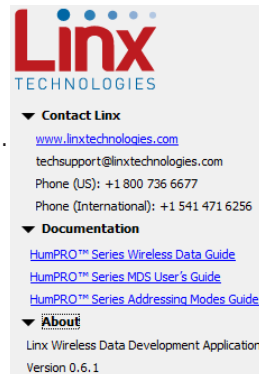 Linx
TECHNOLOGIES
Contact Linx
www.linxtechnologies.com
techsupport@linxtechnologies.com
Phone (US): +1 800 736 6677
Phone (International): +1 541 471 6256
Documentation
HumPRO™ Series Wireless Data Guide
HumPRO™ Series MDS User's Guide
HumPRO™ Series Addressing Modes Guide
About
Linx Wireless Data Development Application
Version 0.6.1